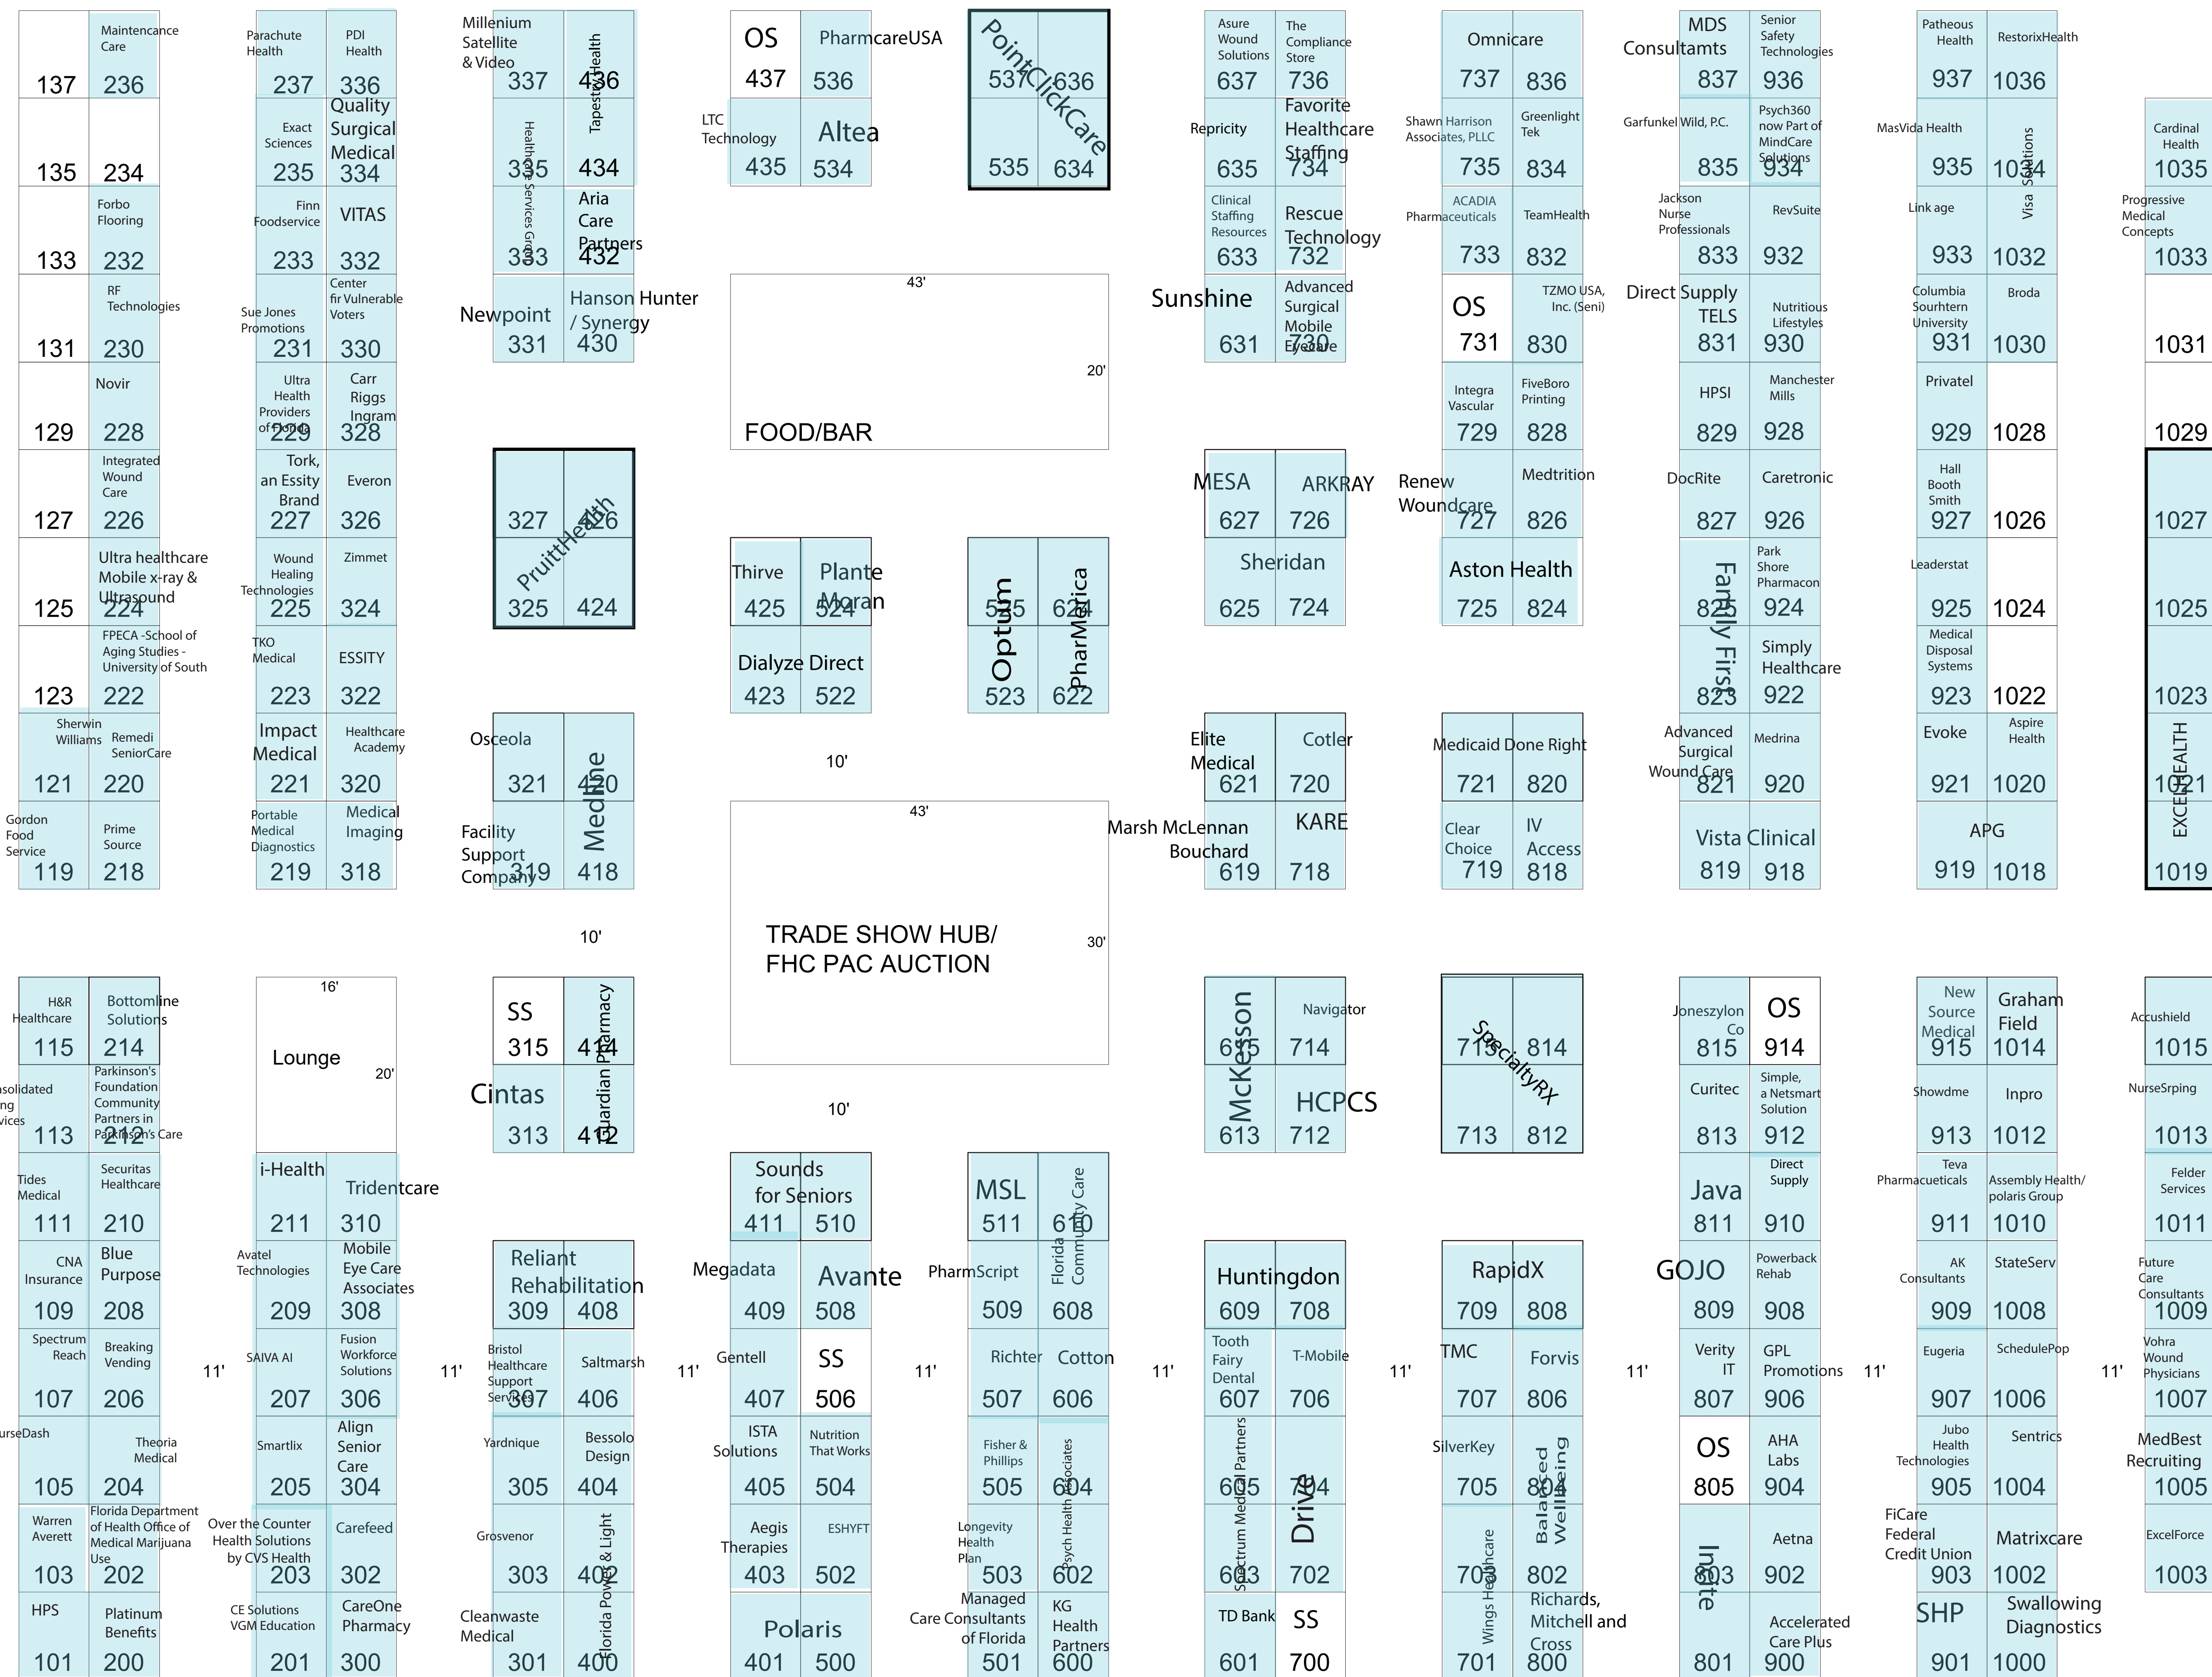 Maintencance
Care
137
236
Parachute
Health
PDI
Health
237
336
Millenium
Satellite
& Video
337
Tapestry Health
436
OS
437
PharmcareUSA
536
PointClickCare
537
636
535
634
Asure
Wound
Solutions
637
The
Compliance
Store
736
Omnicare
737
836
MDS
Consultamts
837
Senior
Safety
Technologies
936
Patheous
Health
937
RestorixHealth
1036
135
234
Exact
Sciences
235
Quality
Surgical
Medical
334
Healthcare Services Group
335
434
LTC
Technology
435
Altea
534
Repricity
635
Favorite
Healthcare
Staffing
734
Shawn Harrison
Associates, PLLC
735
Greenlight
Tek
834
Garfunkel Wild, P.C.
835
Psych360
now Part of
MindCare
Solutions
934
MasVida Health
935
Visa Solutions
1034
Cardinal
Health
1035
133
Forbo
Flooring
232
Finn
Foodservice
233
VITAS
332
333
Aria
Care
Partners
432
Clinical
Staffing
Resources
633
Rescue
Technology
732
ACADIA
Pharmaceuticals
733
TeamHealth
832
Jackson
Nurse
Professionals
833
RevSuite
932
Link age
933
1032
Progressive
Medical
Concepts
1033
131
RF
Technologies
230
Sue Jones
Promotions
231
Center
fir Vulnerable
Voters
330
Newpoint
331
Hanson Hunter
/ Synergy
430
43'
20'
FOOD/BAR
Sunshine
631
Advanced
Surgical
Mobile
Eyecare
730
OS
731
TZMO USA,
Inc. (Seni)
830
Direct Supply
TELS
831
Nutritious
Lifestyles
930
Columbia
Sourhtern
University
931
Broda
1030
1031
129
Novir
228
Ultra
Health
Providers
of Florida
229
Carr
Riggs
Ingram
328
Integra
Vascular
729
FiveBoro
Printing
828
HPSI
829
Manchester
Mills
928
Privatel
929
1028
1029
127
Integrated
Wound
Care
226
Tork,
an Essity
Brand
227
Everon
326
PruittHealth
327
426
325
424
MESA
627
ARKRAY
726
Renew
Woundcare
727
Medtrition
826
DocRite
827
Caretronic
926
Hall
Booth
Smith
927
1026
1027
125
Ultra healthcare
Mobile x-ray &
Ultrasound
224
Wound
Healing
Technologies
225
Zimmet
324
Thirve
425
Plante
Moran
524
Optum
525
PharMerica
624
Sheridan
625
724
Aston Health
725
824
Family First
825
Park
Shore
Pharmacon
924
Leaderstat
925
1024
1025
123
FPECA -School of
Aging Studies -
University of South
222
TKO
Medical
223
ESSITY
322
Dialyze Direct
423
522
523
622
823
Simply
Healthcare
922
Medical
Disposal
Systems
923
1022
1023
Sherwin
Williams
121
Remedi
SeniorCare
220
Impact
Medical
221
Healthcare
Academy
320
Osceola
321
Medline
420
10'
Elite
Medical
621
Cotler
720
Medicaid Done Right
721
820
Advanced
Surgical
Wound Care
821
Medrina
920
Evoke
921
Aspire
Health
1020
EXCELHEALTH
1021
Gordon
Food
Service
119
Prime
Source
218
Portable
Medical
Diagnostics
219
Medical
Imaging
318
Facility
Support
Company
319
418
43'
30'
TRADE SHOW HUB/
FHC PAC AUCTION
Marsh McLennan
Bouchard
619
KARE
718
Clear
Choice
719
IV
Access
818
Vista Clinical
819
918
APG
919
1018
1019
10'
H&R
Healthcare
115
Bottomline
Solutions
214
16'
20'
Lounge
SS
315
Guardian Pharmacy
414
McKesson
615
Navigator
714
SpecialtyRX
715
814
Joneszylon
Co
815
OS
914
New
Source
Medical
915
Graham
Field
1014
Accushield
1015
solidated
ng
vices
113
Parkinson's
Foundation
Community
Partners in
Parkinson's Care
212
Cintas
313
412
10'
613
HCPCS
712
713
812
Curitec
813
Simple,
a Netsmart
Solution
912
Showdme
913
Inpro
1012
NurseSrping
1013
Tides
Medical
111
Securitas
Healthcare
210
i-Health
211
Tridentcare
310
Sounds
for Seniors
411
510
MSL
511
Florida
Community Care
610
Java
811
Direct
Supply
910
Teva
Pharmacueticals
911
Assembly Health/
polaris Group
1010
Felder
Services
1011
CNA
Insurance
109
Blue
Purpose
208
Avatel
Technologies
209
Mobile
Eye Care
Associates
308
Reliant
Rehabilitation
309
408
Megadata
409
Avante
508
PharmScript
509
608
Huntingdon
609
708
RapidX
709
808
GOJO
809
Powerback
Rehab
908
AK
Consultants
909
StateServ
1008
Future
Care
Consultants
1009
Spectrum
Reach
107
Breaking
Vending
206
11'
SAIVA AI
207
Fusion
Workforce
Solutions
306
11'
Bristol
Healthcare
Support
Services
307
Saltmarsh
406
11'
Gentell
407
SS
506
11'
Richter
507
Cotton
606
11'
Tooth
Fairy
Dental
607
T-Mobile
706
11'
TMC
707
Forvis
806
11'
Verity
IT
807
GPL
Promotions
906
11'
Eugeria
907
SchedulePop
1006
11'
Vohra
Wound
Physicians
1007
urseDash
105
Theoria
Medical
204
Smartlix
205
Align
Senior
Care
304
Yardnique
305
Bessolo
Design
404
ISTA
Solutions
405
Nutrition
That Works
504
Fisher &
Phillips
505
Psych Health Associates
604
Spectrum Medical Partners
605
Drive
704
SilverKey
705
Balanced
Wellbeing
804
OS
805
AHA
Labs
904
Jubo
Health
Technologies
905
Sentrics
1004
MedBest
Recruiting
1005
Warren
Averett
103
Florida Department
of Health Office of
Medical Marijuana
Use
202
Over the Counter
Health Solutions
by CVS Health
203
Carefeed
302
Grosvenor
303
Florida Power & Light
402
Aegis
Therapies
403
ESHYFT
502
Longevity
Health
Plan
503
602
603
702
Wings Healthcare
703
802
Incite
803
Aetna
902
FiCare
Federal
Credit Union
903
Matrixcare
1002
ExcelForce
1003
HPS
101
Platinum
Benefits
200
CE Solutions
VGM Education
201
CareOne
Pharmacy
300
Cleanwaste
Medical
301
400
Polaris
401
500
Managed
Care Consultants
of Florida
501
KG
Health
Partners
600
TD Bank
601
SS
700
701
Richards,
Mitchell and
Cross
800
801
Accelerated
Care Plus
900
SHP
901
Swallowing
Diagnostics
1000